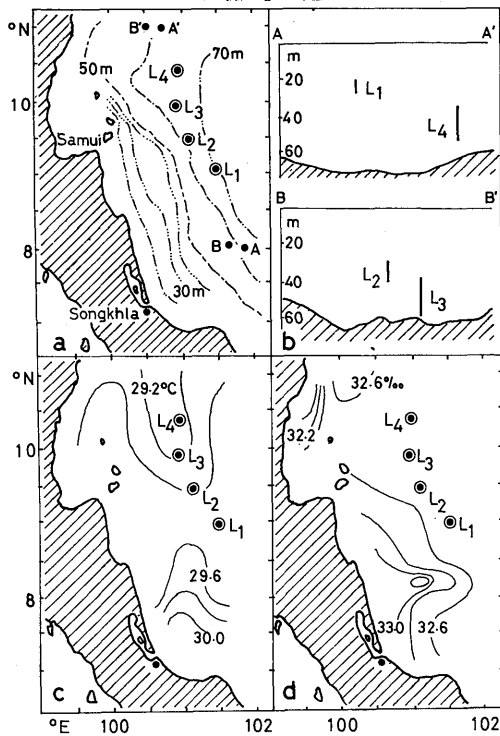 °N
B' A'
50m
70m
L4
10
L3
Samui
L2
L1
8
B A
30m
Songkhla
a
A A'
m
20
L1
40
L4
60
B B'
m
20
L2
40
L3
60
b
°N
29.2°C
L4
10
L3
L2
L1
29.6
8
30.0
c
°E 100 102
32.6‰
32.2
L4
10
L3
L2
L1
8
33.0 32.6
d
100 102